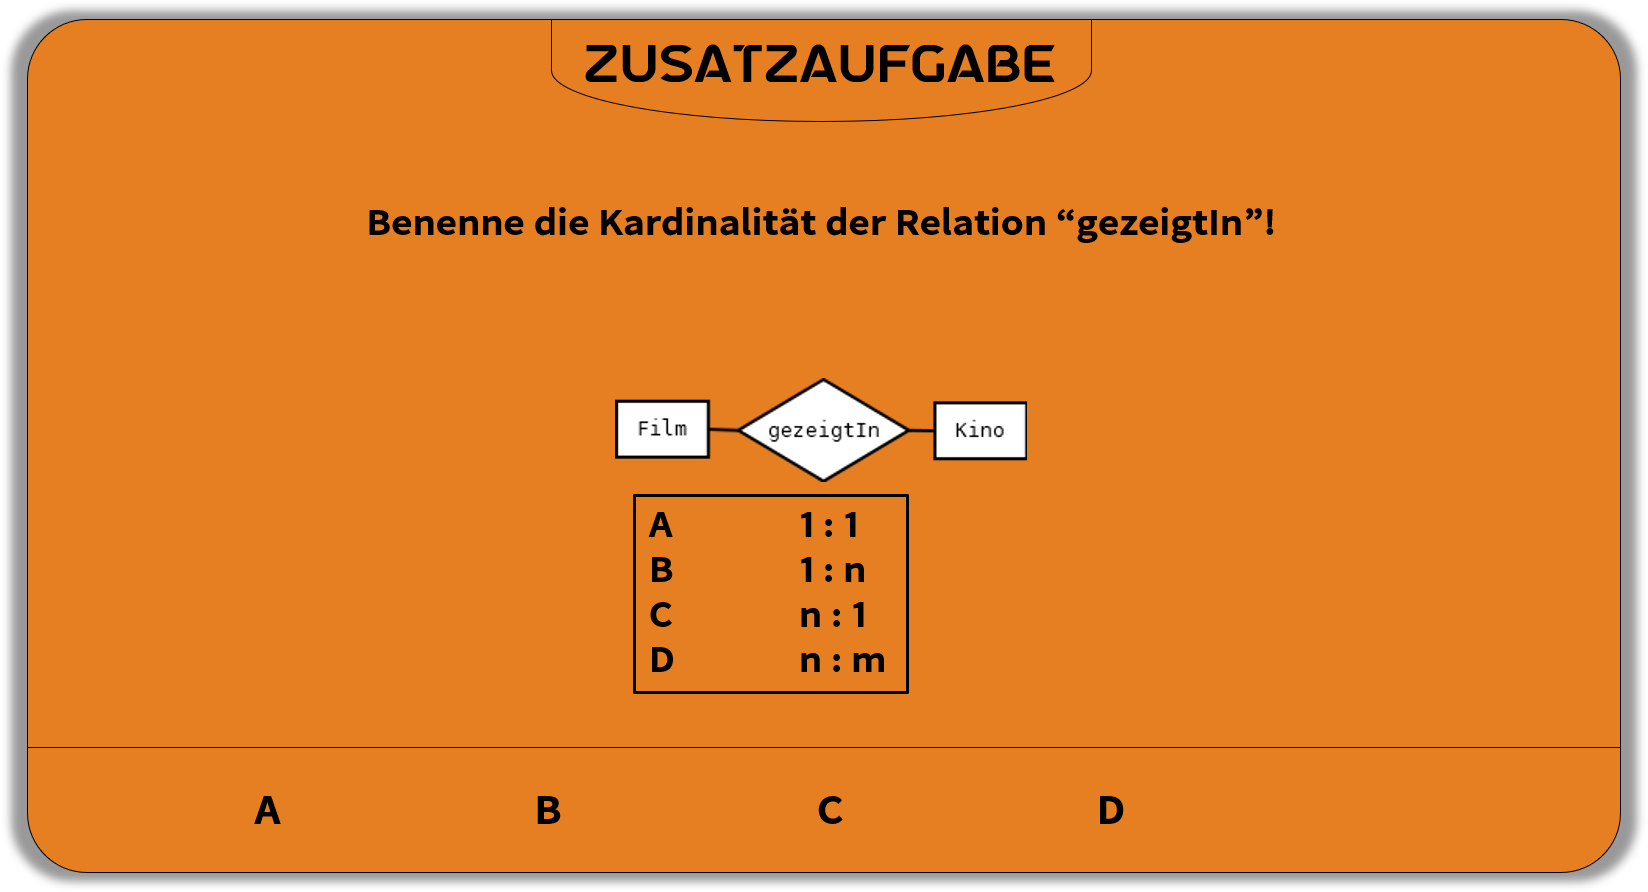 ZUSATZAUFGABE
Benenne die Kardinalität der Relation “gezeigtIn”!
Film gezeigtIn Kino
A 1 : 1
B 1 : n
C n : 1
D n : m
A B C D